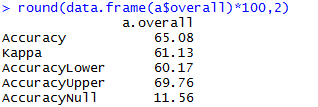 > round(data.frame(a$overall)*100,2)
a.overall
Accuracy 65.08
Kappa 61.13
AccuracyLower 60.17
AccuracyUpper 69.76
AccuracyNull 11.56